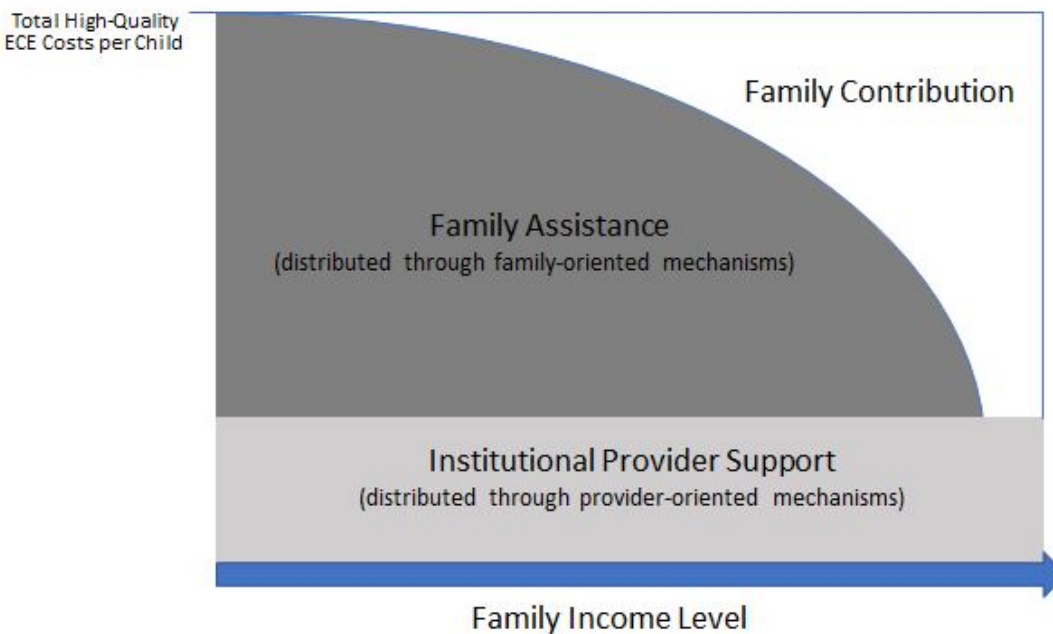 Total High-Quality
ECE Costs per Child
Family Contribution
Family Assistance
(distributed through family-oriented mechanisms)
Institutional Provider Support
(distributed through provider-oriented mechanisms)
Family Income Level